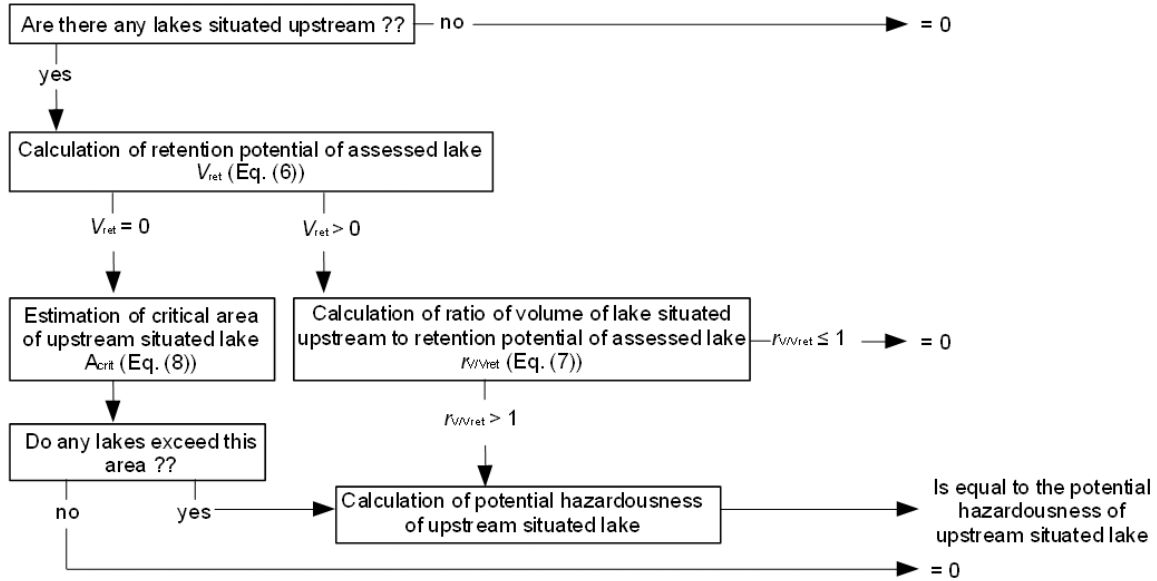 Are there any lakes situated upstream ??
no
= 0
yes
Calculation of retention potential of assessed lake
Vret (Eq. (6))
Vret = 0
Vret > 0
Estimation of critical area
of upstream situated lake
Acrit (Eq. (8))
Calculation of ratio of volume of lake situated
upstream to retention potential of assessed lake
rV/Vret (Eq. (7))
rV/Vret ≤ 1
= 0
rV/Vret > 1
Do any lakes exceed this
area ??
no
yes
Calculation of potential hazardousness
of upstream situated lake
Is equal to the potential
hazardousness of
upstream situated lake
= 0